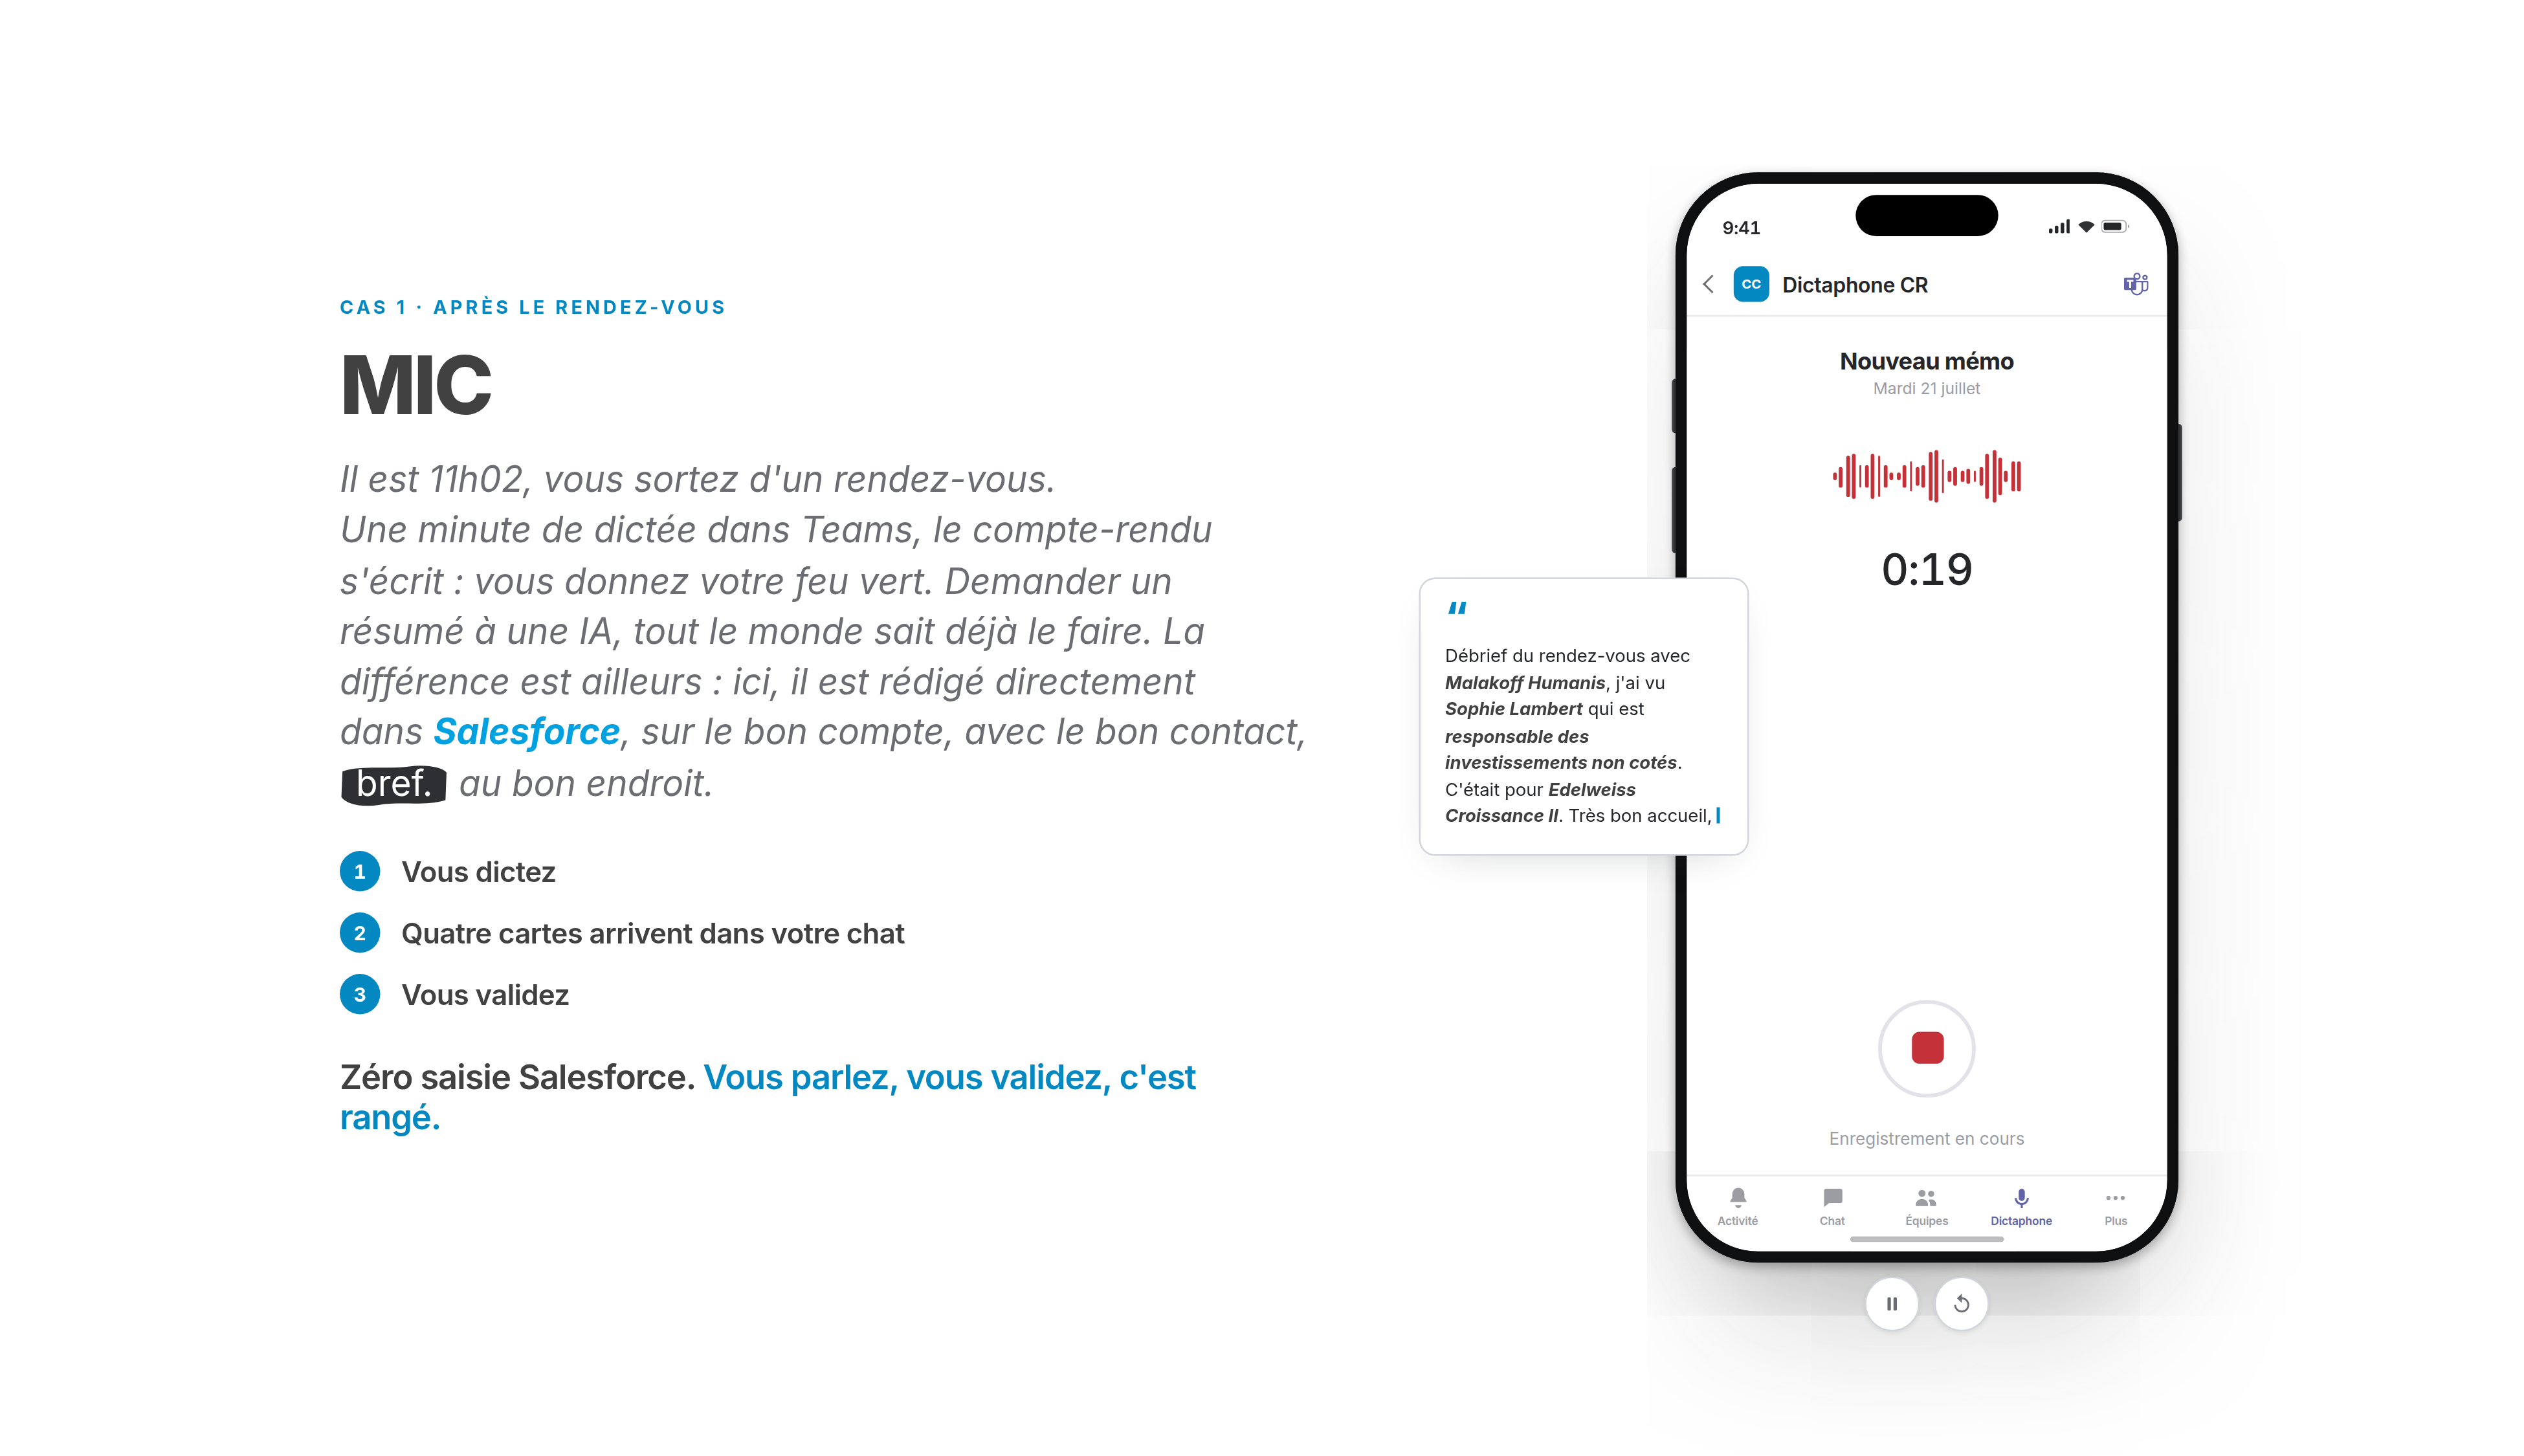 CAS 1 · APRÈS LE RENDEZ-VOUS
MIC
Il est 11h02, vous sortez d'un rendez-vous.
Une minute de dictée dans Teams, le compte-rendu
s'écrit : vous donnez votre feu vert. Demander un
résumé à une IA, tout le monde sait déjà le faire. La
différence est ailleurs : ici, il est rédigé directement
dans Salesforce, sur le bon compte, avec le bon contact,
bref. au bon endroit.
1 Vous dictez
2 Quatre cartes arrivent dans votre chat
3 Vous validez
Zéro saisie Salesforce. Vous parlez, vous validez, c'est
rangé.
9:41
CC Dictaphone CR
T
Nouveau mémo
Mardi 21 juillet
0:19
“
Débrief du rendez-vous avec
Malakoff Humanis, j'ai vu
Sophie Lambert qui est
responsable des
investissements non cotés.
C'était pour Edelweiss
Croissance II. Très bon accueil,
Enregistrement en cours
Activité Chat Équipes Dictaphone Plus